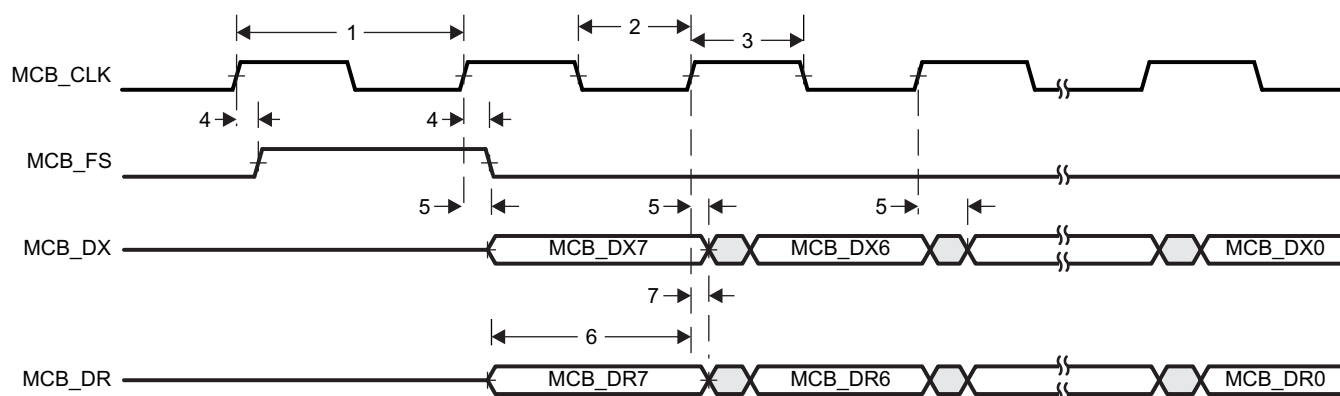 1
2
3
MCB_CLK
4
4
MCB_FS
5
5
5
MCB_DX
MCB_DX7
MCB_DX6
MCB_DX0
7
6
MCB_DR
MCB_DR7
MCB_DR6
MCB_DR0